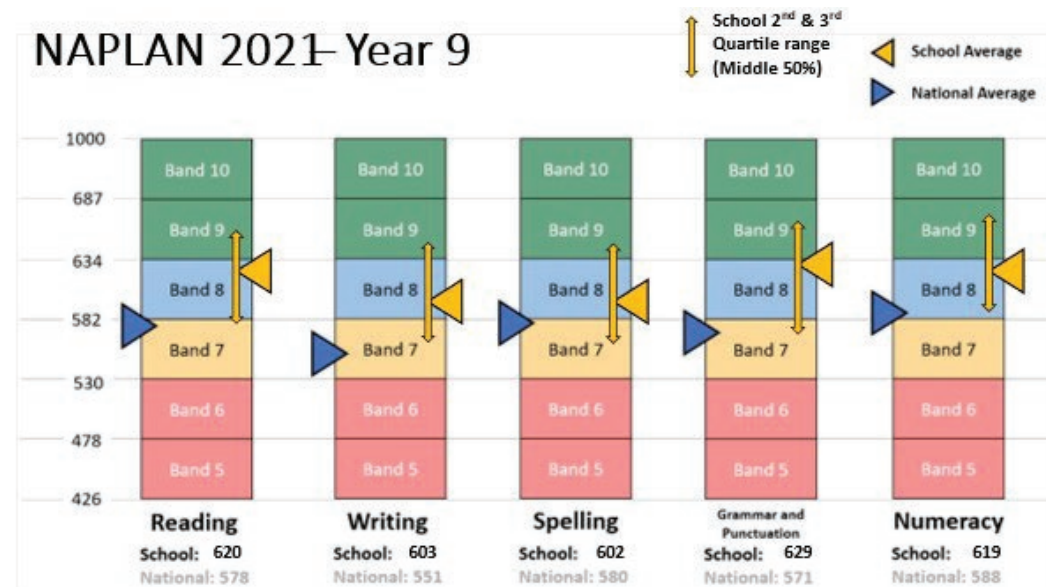 NAPLAN 2021– Year 9
School 2nd & 3rd
Quartile range
(Middle 50%)
School Average
National Average
1000
687
634
582
530
478
426
Band 10
Band 9
Band 8
Band 7
Band 6
Band 5
Reading
School: 620
National: 578
Band 10
Band 9
Band 8
Band 7
Band 6
Band 5
Writing
School: 603
National: 551
Band 10
Band 9
Band 8
Band 7
Band 6
Band 5
Spelling
School: 602
National: 580
Band 10
Band 9
Band 8
Band 7
Band 6
Band 5
Grammar and
Punctuation
School: 629
National: 571
Band 10
Band 9
Band 8
Band 7
Band 6
Band 5
Numeracy
School: 619
National: 588